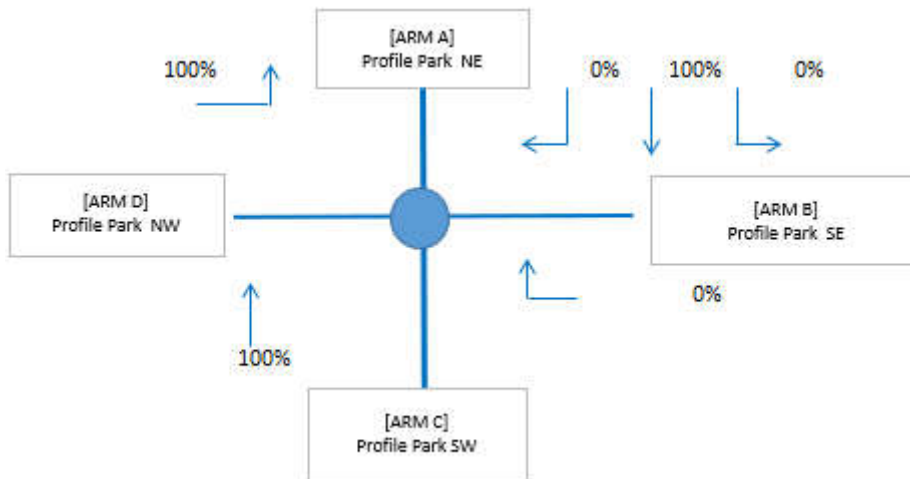 [ARM A]
Profile Park NE
100%
0%
100%
0%
[ARM D]
Profile Park NW
[ARM B]
Profile Park SE
0%
100%
[ARM C]
Profile Park SW